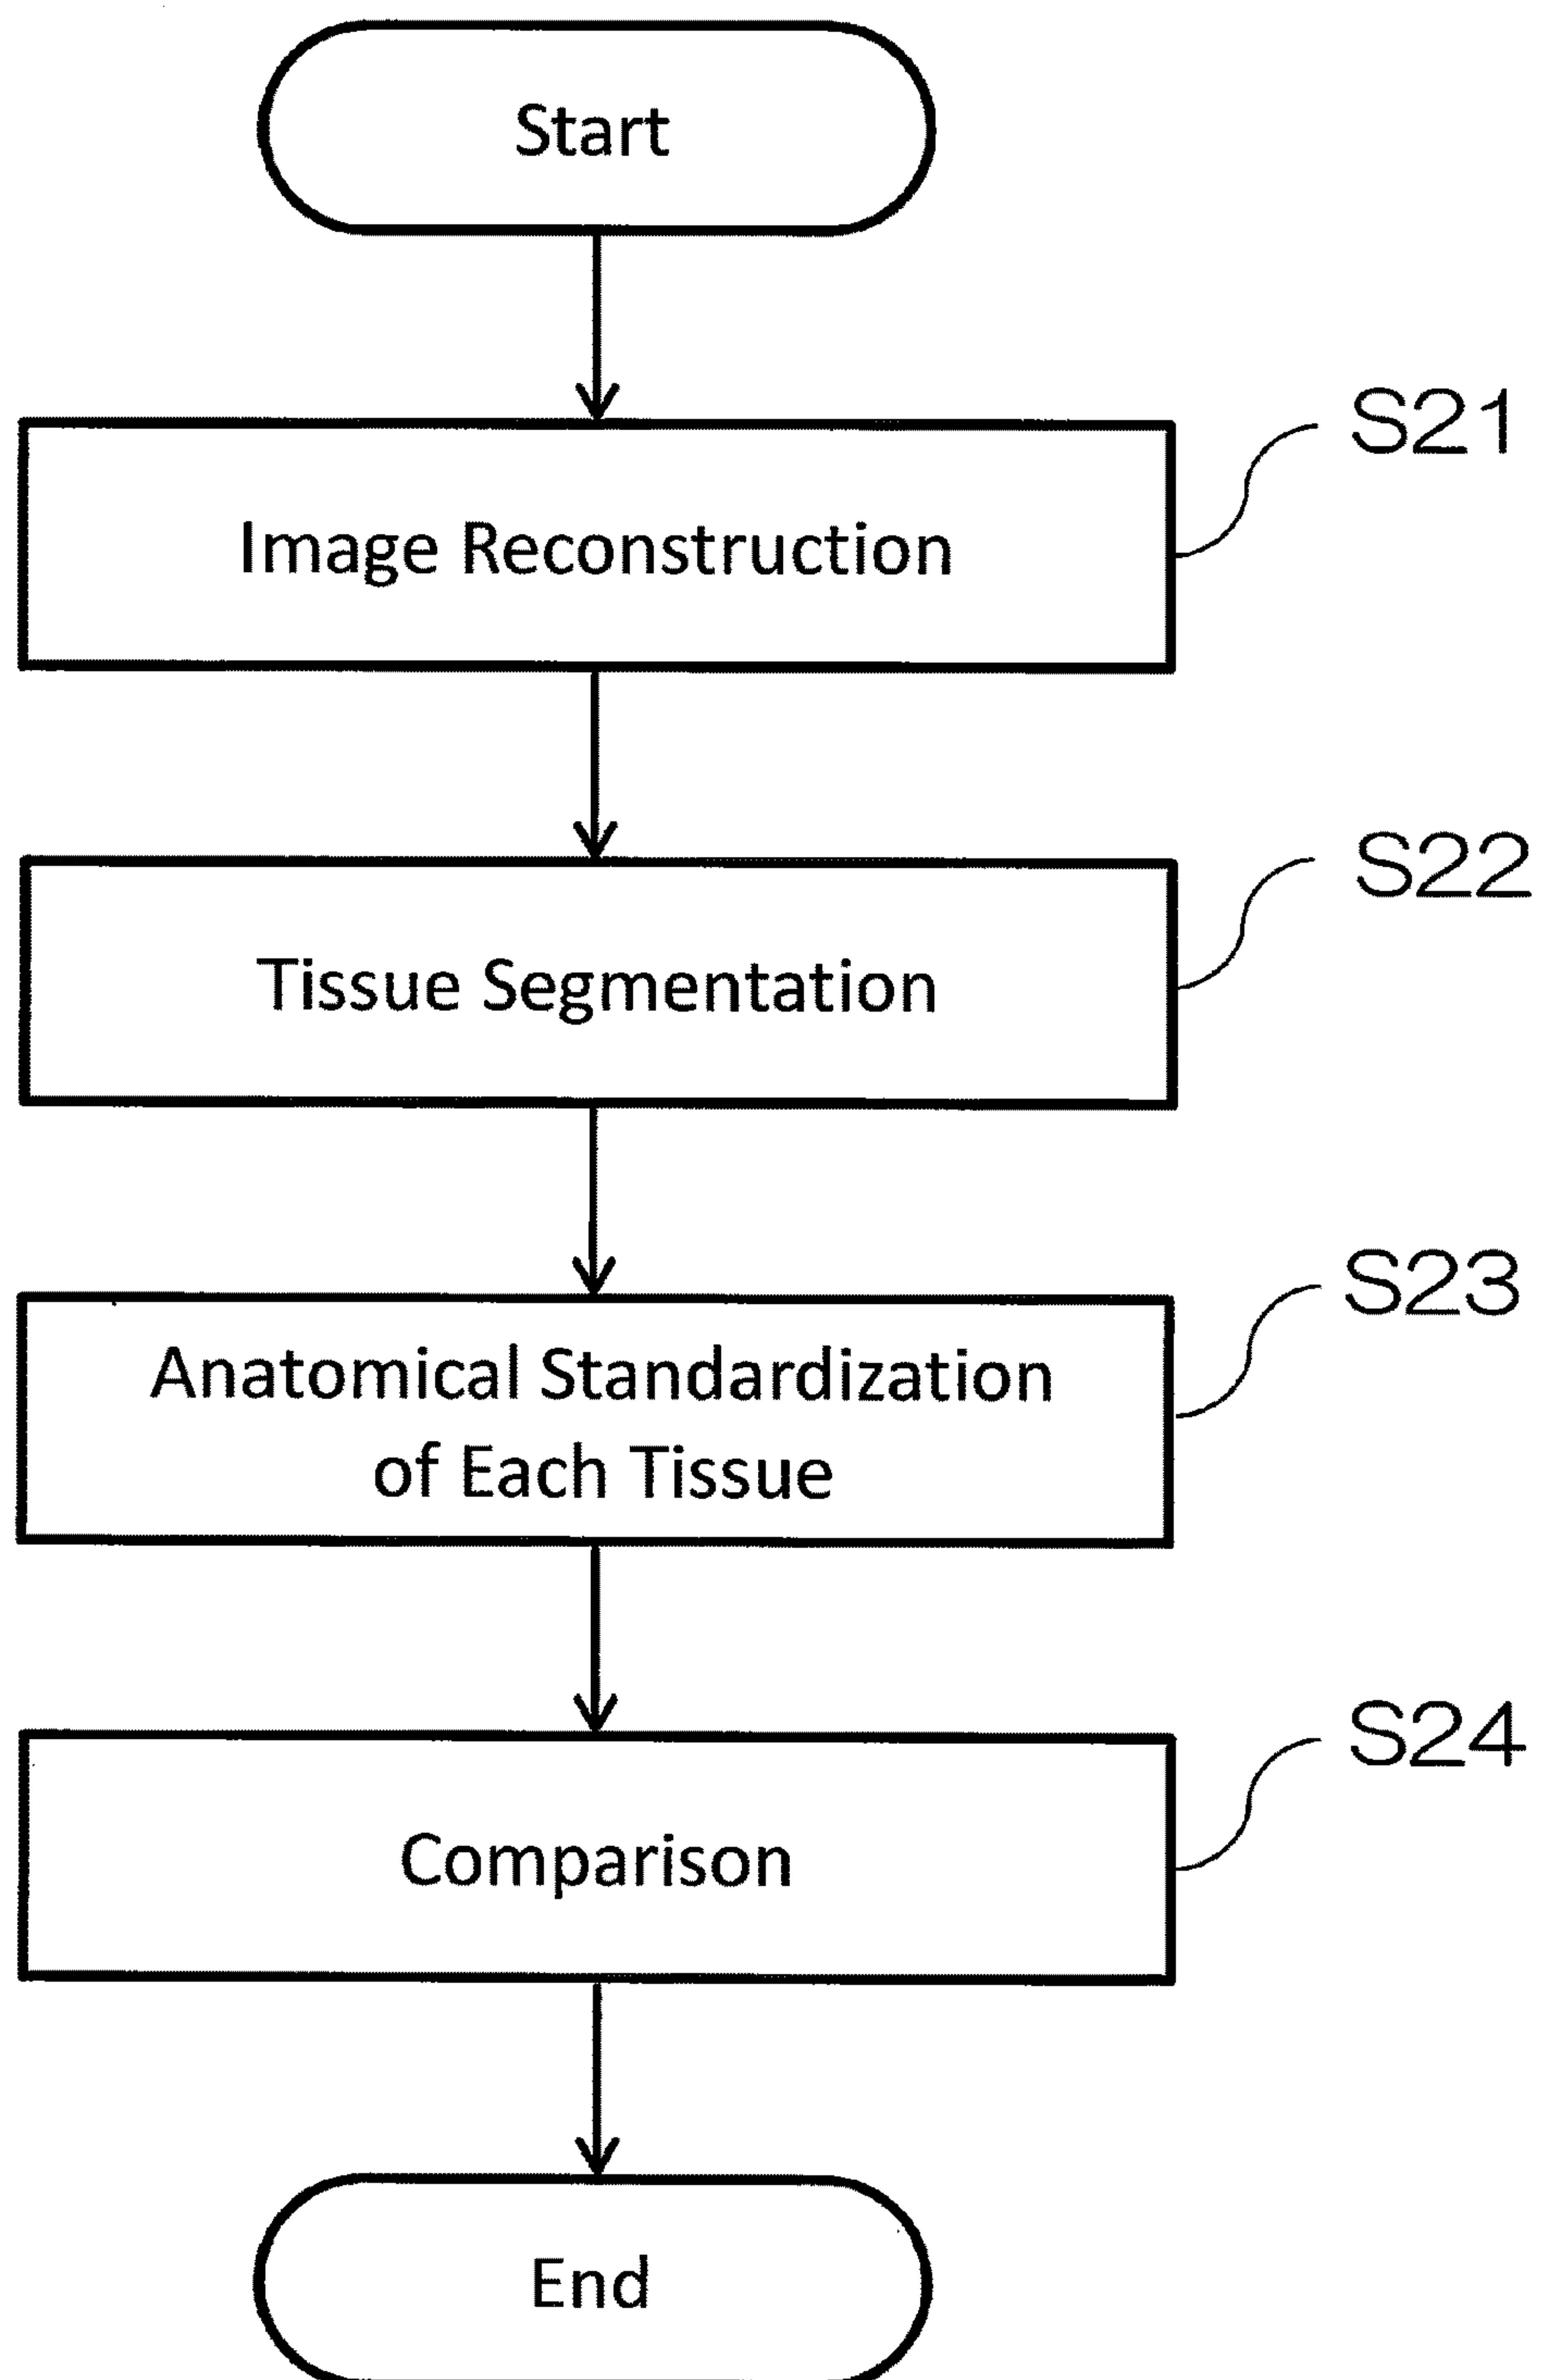 Start
S21
Image Reconstruction
S22
Tissue Segmentation
S23
Anatomical Standardization
of Each Tissue
S24
Comparison
End